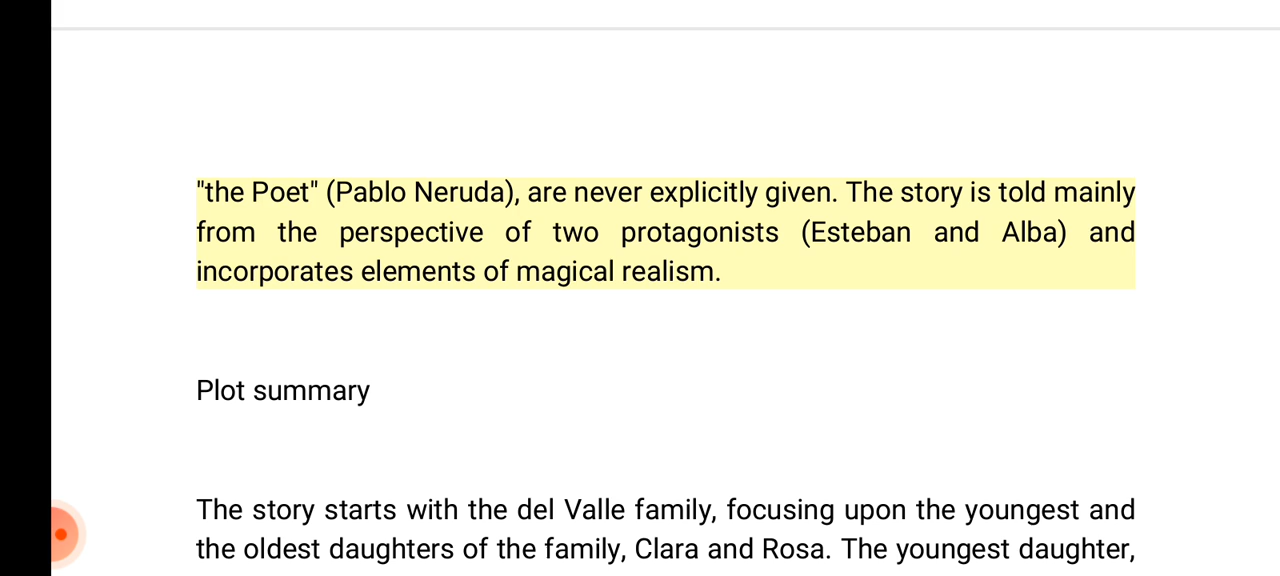 "the Poet" (Pablo Neruda), are never explicitly given. The story is told mainly
from the perspective of two protagonists (Esteban and Alba) and
incorporates elements of magical realism.
Plot summary
The story starts with the del Valle family, focusing upon the youngest and
the oldest daughters of the family, Clara and Rosa. The youngest daughter,